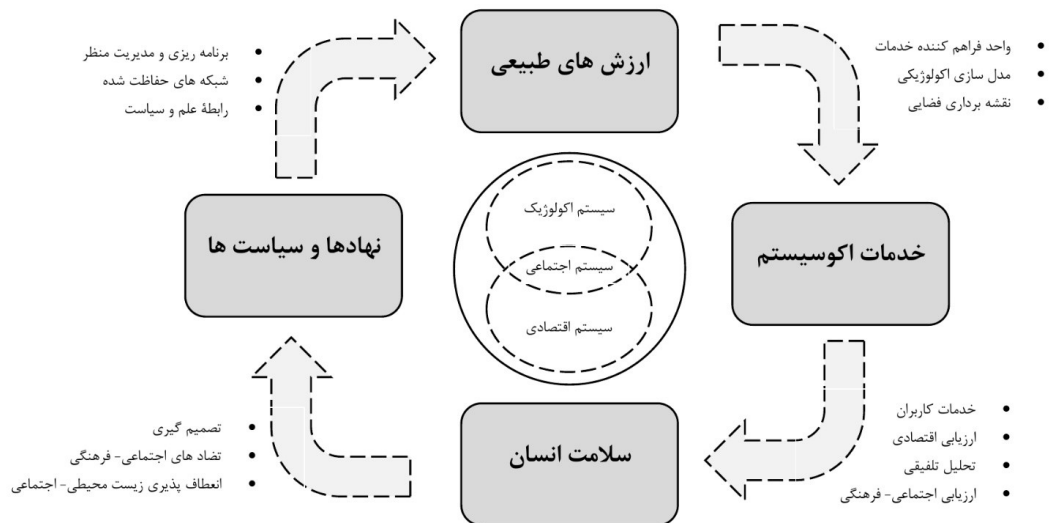 ارزش های طبیعی
واحد فراهم کننده خدمات
مدل سازی اکولوژیکی
نقشه برداری فضایی
خدمات اکوسیستم
خدمات کاربران
ارزیابی اقتصادی
تحلیل تلفیقی
ارزیابی اجتماعی- فرهنگی
سلامت انسان
تصمیم گیری
تضاد های اجتماعی- فرهنگی
انعطاف پذیری زیست محیطی- اجتماعی
نهادها و سیاست ها
برنامه ریزی و مدیریت منظر
شبکه های حفاظت شده
رابطۀ علم و سیاست
سیستم اکولوژیک
سیستم اجتماعی
سیستم اقتصادی